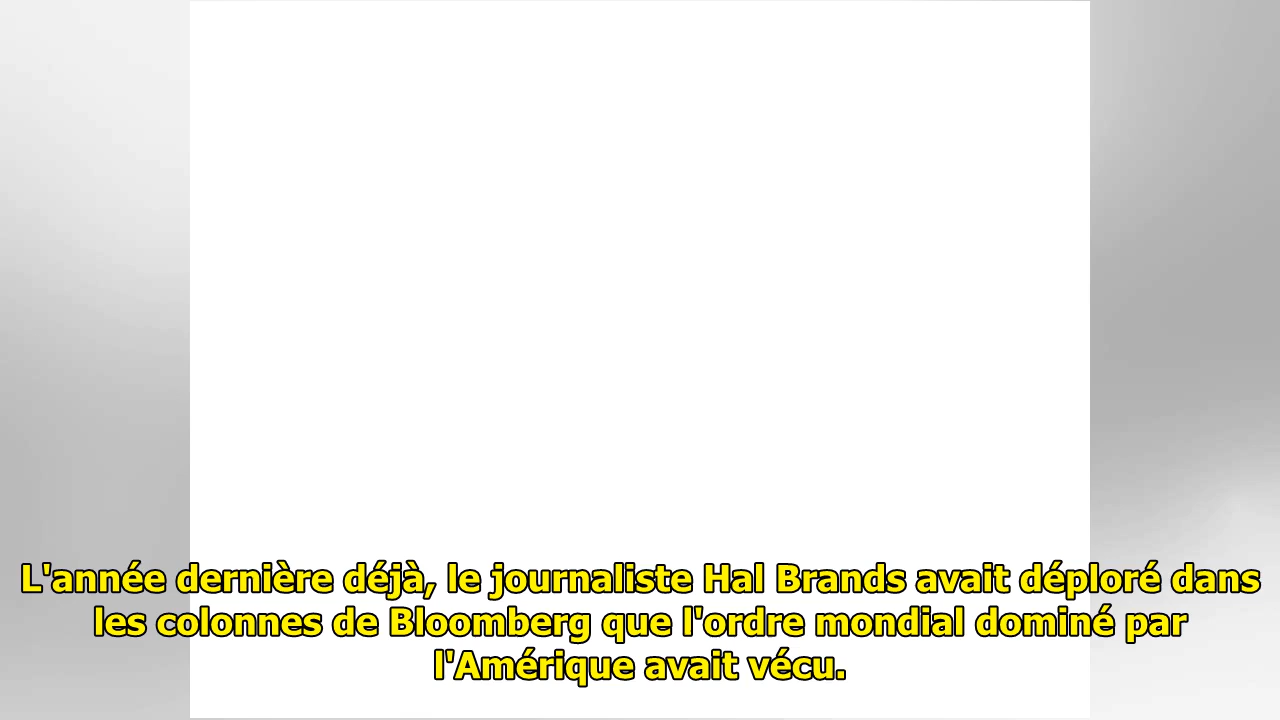 L'année dernière déjà, le journaliste Hal Brands avait déploré dans
les colonnes de Bloomberg que l'ordre mondial dominé par
l'Amérique avait vécu.